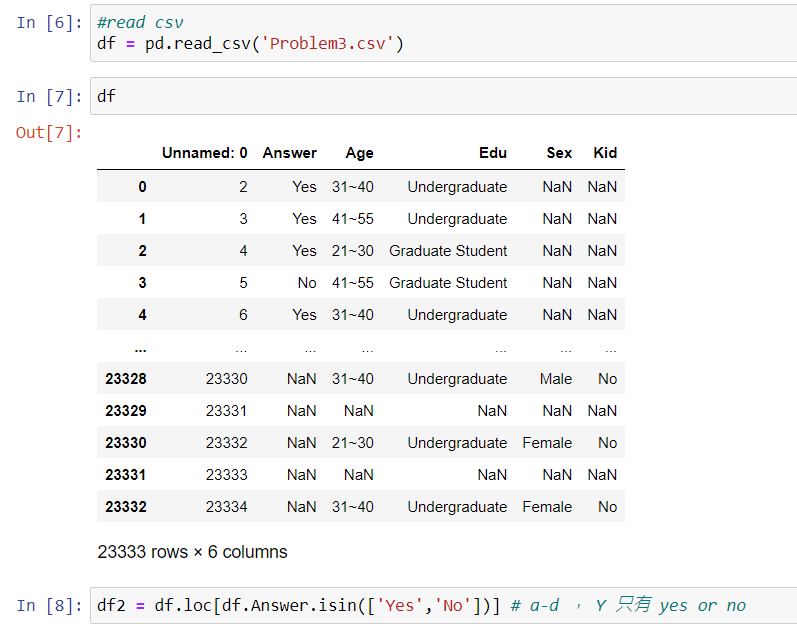 In [6]: #read csv
df = pd.read_csv('Problem3.csv')
In [7]: df
Out[7]:
Unnamed: 0 Answer Age Edu Sex Kid
0 2 Yes 31~40 Undergraduate NaN NaN
1 3 Yes 41~55 Undergraduate NaN NaN
2 4 Yes 21~30 Graduate Student NaN NaN
3 5 No 41~55 Graduate Student NaN NaN
4 6 Yes 31~40 Undergraduate NaN NaN
... ... ... ... ... ... ...
23328 23330 NaN 31~40 Undergraduate Male No
23329 23331 NaN NaN NaN NaN NaN
23330 23332 NaN 21~30 Undergraduate Female No
23331 23333 NaN NaN NaN NaN NaN
23332 23334 NaN 31~40 Undergraduate Female No
23333 rows × 6 columns
In [8]: df2 = df.loc[df.Answer.isin(['Yes','No'])] # a-d ， Y 只有 yes or no